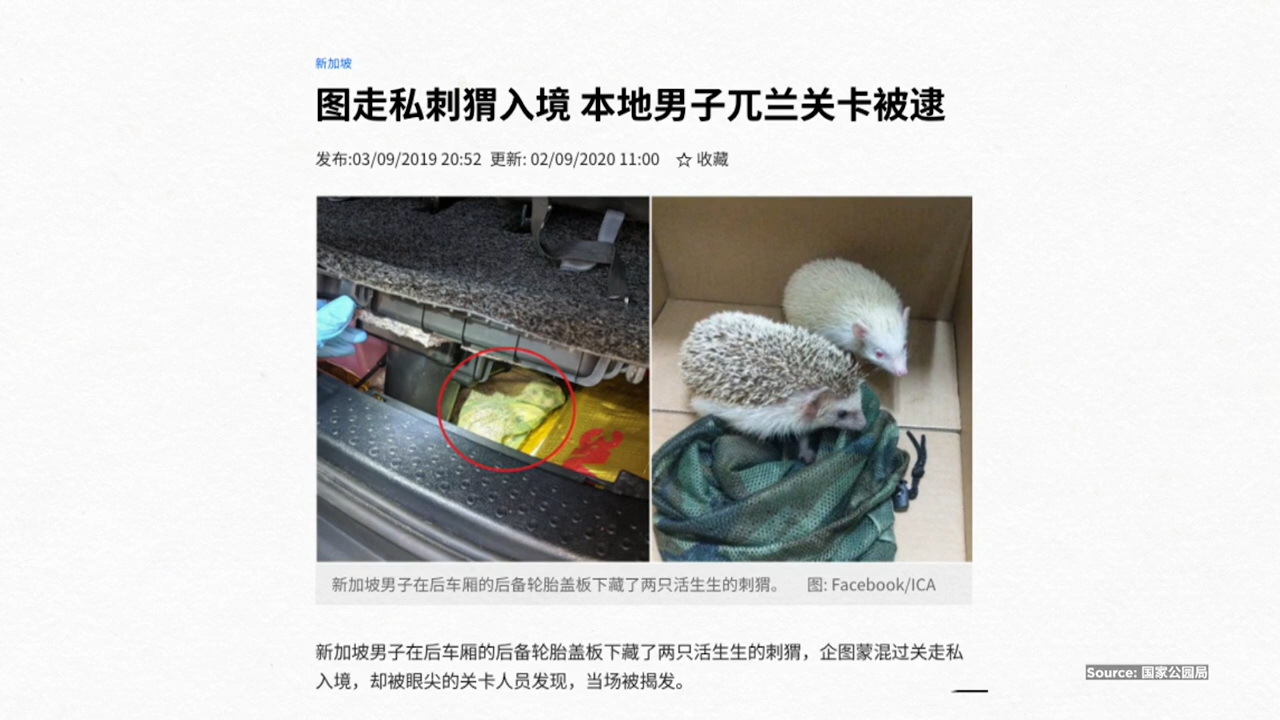 新加坡
图走私刺猬入境 本地男子兀兰关卡被逮
发布:03/09/2019 20:52 更新: 02/09/2020 11:00 ☆ 收藏
新加坡男子在后车厢的后备轮胎盖板下藏了两只活生生的刺猬。 图: Facebook/ICA
新加坡男子在后车厢的后备轮胎盖板下藏了两只活生生的刺猬，企图蒙混过关走私
入境，却被眼尖的关卡人员发现，当场被揭发。
Source: 国家公园局